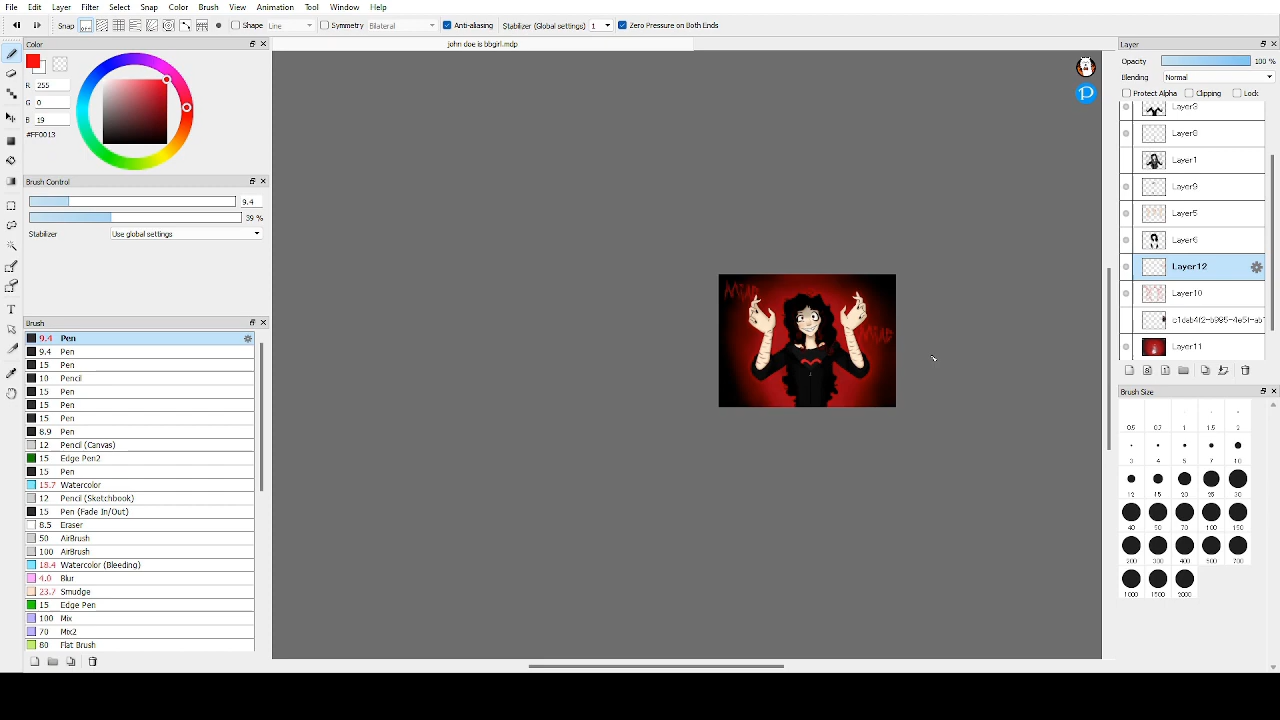 File Edit Layer Filter Select Snap Color Brush View Animation Tool Window Help
Snap Shape Line Symmetry Bilateral Anti-aliasing Stabilizer (Global settings) 1 Zero Pressure on Both Ends
Color
john doe is bbgirl.mdp
Layer
R 255
G 0
B 19
#FF0013
Opacity 100 %
Blending Normal
Protect Alpha Clipping Lock
Layer3
Layer8
Layer1
Layer9
Layer5
Layer6
Layer12
Layer10
Layer11
Brush Control
9.4
39 %
Stabilizer Use global settings
Brush
9.4 Pen
9.4 Pen
15 Pen
10 Pencil
15 Pen
15 Pen
15 Pen
8.9 Pen
12 Pencil (Canvas)
15 Edge Pen2
15 Pen
15.7 Watercolor
12 Pencil (Sketchbook)
15 Pen (Fade In/Out)
8.5 Eraser
50 AirBrush
100 AirBrush
18.4 Watercolor (Bleeding)
4.0 Blur
23.7 Smudge
15 Edge Pen
100 Mix
70 Mix2
80 Flat Brush
Brush Size
0.5 0.7 1 1.5 2
3 4 5 7 10
12 15 20 25 30
40 50 70 100 150
200 300 400 500 700
1000 1500 2000